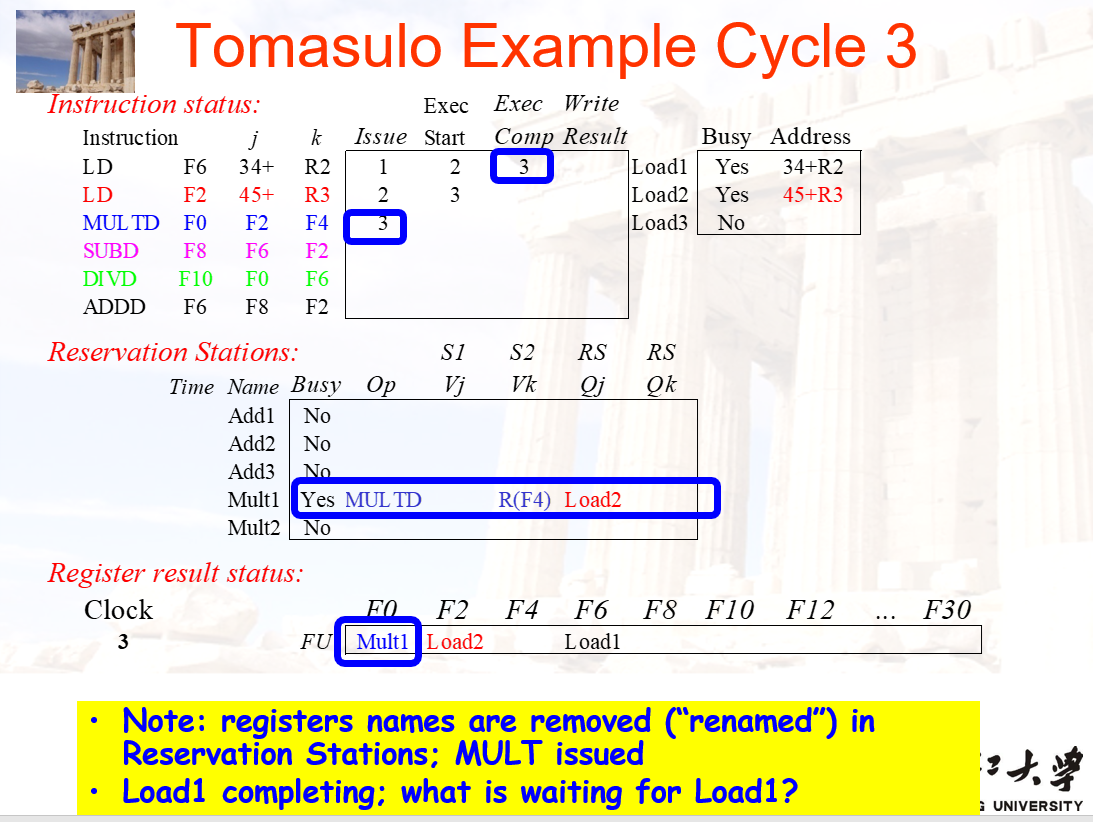 Tomasulo Example Cycle 3
Instruction status:
Exec Exec Write
Instruction j k Issue Start Comp Result Busy Address
LD F6 34+ R2 1 2 3 Load1 Yes 34+R2
LD F2 45+ R3 2 3 Load2 Yes 45+R3
MULTD F0 F2 F4 3 Load3 No
SUBD F8 F6 F2
DIVD F10 F0 F6
ADDD F6 F8 F2
Reservation Stations: S1 S2 RS RS
Time Name Busy Op Vj Vk Qj Qk
Add1 No
Add2 No
Add3 No
Mult1 Yes MULTD R(F4) Load2
Mult2 No
Register result status:
Clock F0 F2 F4 F6 F8 F10 F12 ... F30
3 FU Mult1 Load2 Load1
• Note: registers names are removed (“renamed”) in
Reservation Stations; MULT issued
• Load1 completing; what is waiting for Load1?
大学
UNIVERSITY